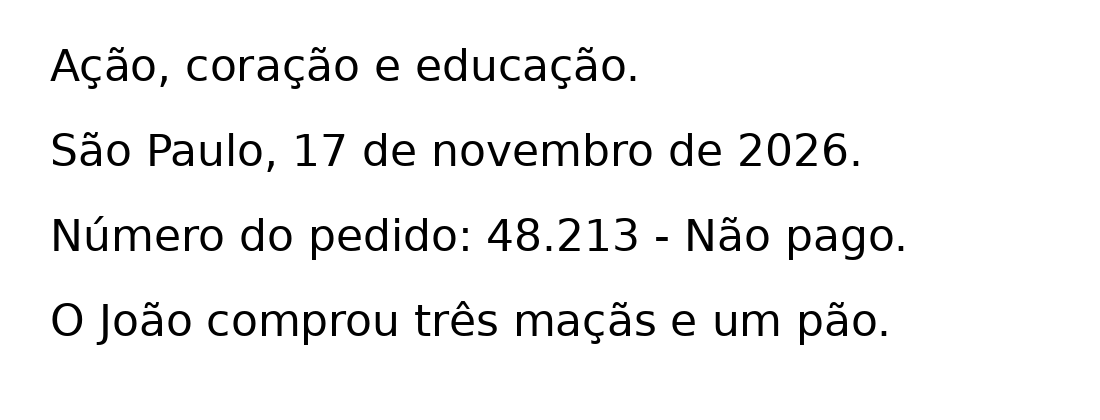 Ação, coração e educação.
São Paulo, 17 de novembro de 2026.
Número do pedido: 48.213 - Não pago.
O João comprou três maçãs e um pão.